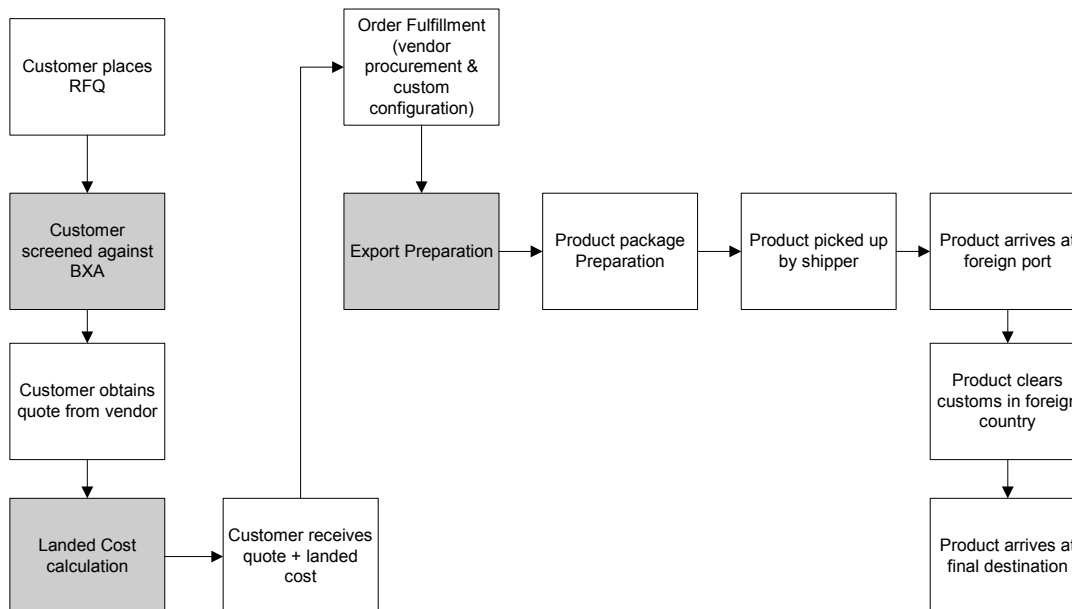 Customer places
RFQ
Customer
screened against
BXA
Customer obtains
quote from vendor
Landed Cost
calculation
Customer receives
quote + landed
cost
Order Fulfillment
(vendor
procurement &
custom
configuration)
Export Preparation
Product package
Preparation
Product picked up
by shipper
Product arrives at
foreign port
Product clears
customs in foreign
country
Product arrives at
final destination